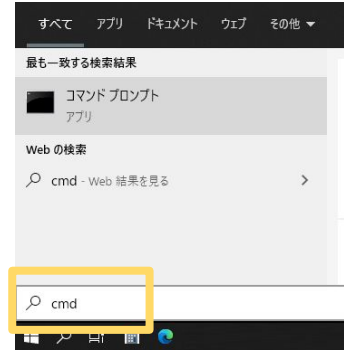 すべて アプリ ドキュメント ウェブ その他
最も一致する検索結果
コマンド プロンプト
アプリ
Web の検索
cmd - Web 結果を見る
cmd